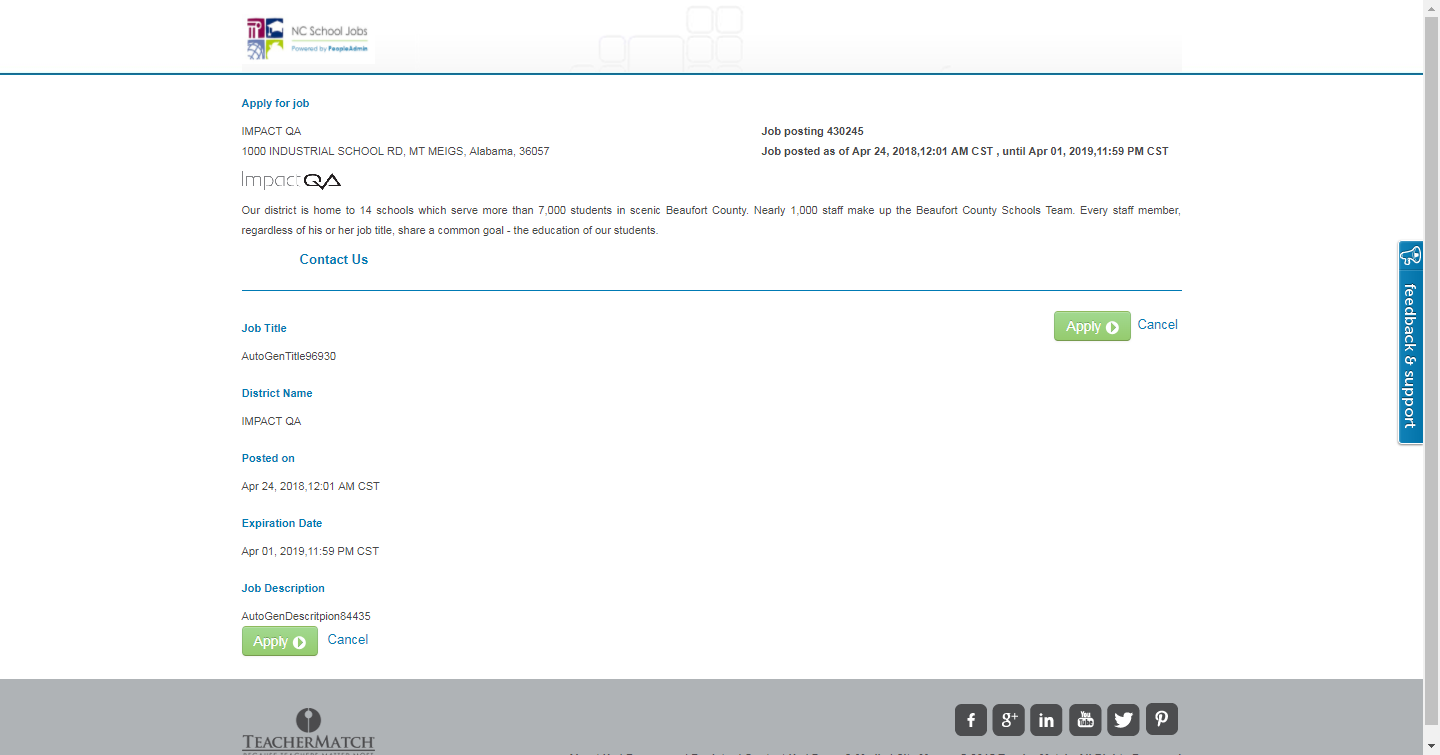 NC School Jobs
Powered by PeopleAdmin
Apply for job
IMPACT QA
Job posting 430245
1000 INDUSTRIAL SCHOOL RD, MT MEIGS, Alabama, 36057
Job posted as of Apr 24, 2018,12:01 AM CST , until Apr 01, 2019,11:59 PM CST
Impact QA
Our district is home to 14 schools which serve more than 7,000 students in scenic Beaufort County. Nearly 1,000 staff make up the Beaufort County Schools Team. Every staff member,
regardless of his or her job title, share a common goal - the education of our students.
Contact Us
feedback & support
Apply
Cancel
Job Title
AutoGenTitle96930
District Name
IMPACT QA
Posted on
Apr 24, 2018,12:01 AM CST
Expiration Date
Apr 01, 2019,11:59 PM CST
Job Description
AutoGenDescritpion84435
Apply
Cancel
f g+ in You Tube
TEACHERMATCH